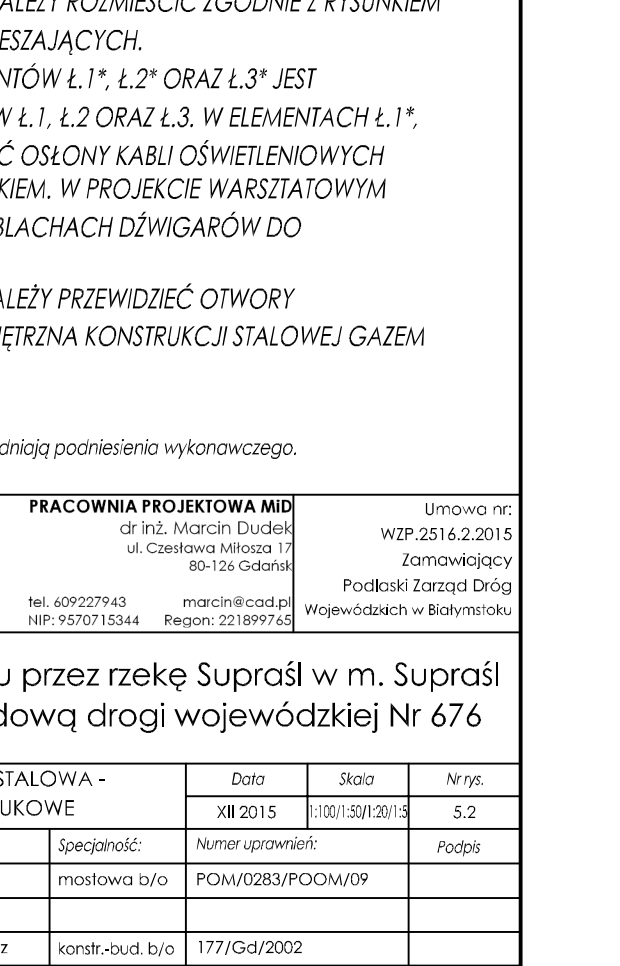 ALEŻY ROZMIEŚCIĆ ZGODNIE Z RYSUNKIEM
ESZAJĄCYCH.
NTÓW Ł.1*, Ł.2* ORAZ Ł.3* JEST
W Ł.1, Ł.2 ORAZ Ł.3. W ELEMENTACH Ł.1*,
Ć OSŁONY KABLI OŚWIETLENIOWYCH
KIEM. W PROJEKCIE WARSZTATOWYM
BLACHACH DŹWIGARÓW DO
ALEŻY PRZEWIDZIEĆ OTWORY
NĘTRZNA KONSTRUKCJI STALOWEJ GAZEM
dniają podniesienia wykonawczego.
PRACOWNIA PROJEKTOWA MiD
dr inż. Marcin Dudek
ul. Czesława Miłosza 17
80-126 Gdańsk
tel. 609227943 marcin@cad.pl
NIP: 9570715344 Regon: 221899765
Umowa nr:
WZP.2516.2.2015
Zamawiający
Podlaski Zarząd Dróg
Wojewódzkich w Białymstoku
u przez rzekę Supraśl w m. Supraśl
dową drogi wojewódzkiej Nr 676
STALOWA -
UKOWE
Data Skala Nr rys.
XII 2015 1:100/1:50/1:20/1:5 5.2
Specjalność: Numer uprawnień: Podpis
mostowa b/o POM/0283/POOM/09
z konstr.-bud. b/o 177/Gd/2002